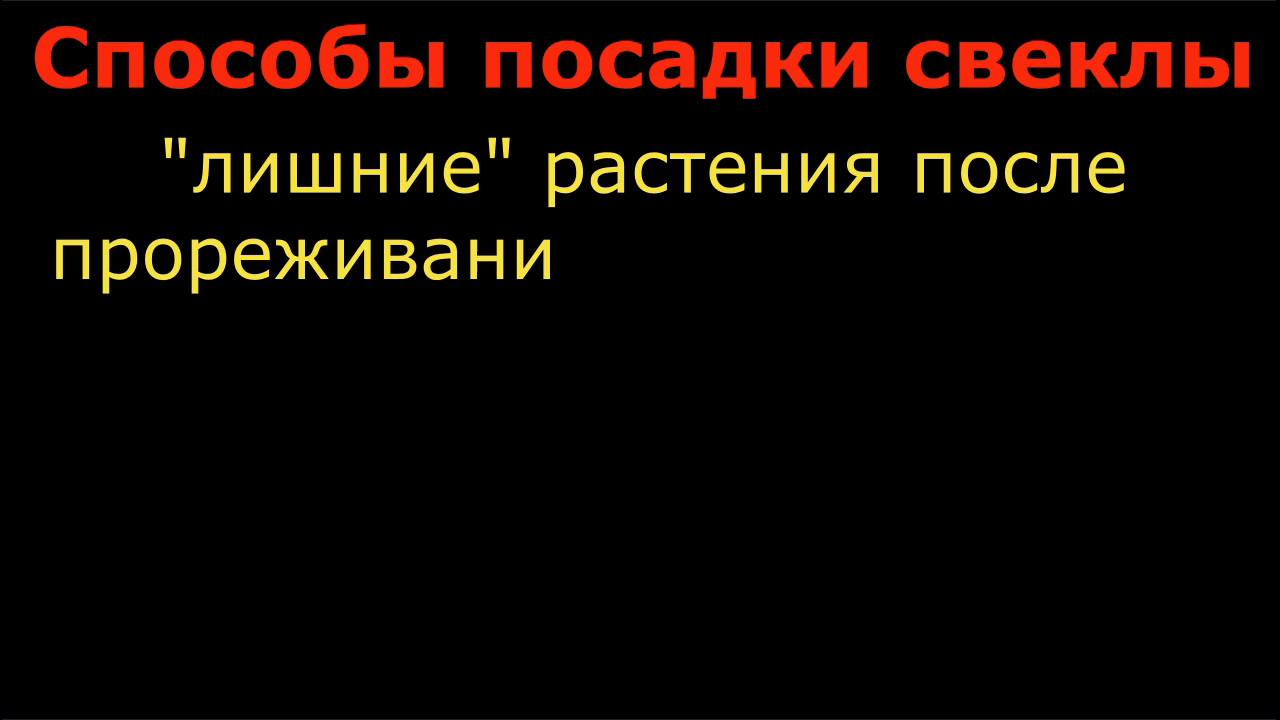 Способы посадки свеклы
"лишние" растения после
прореживани